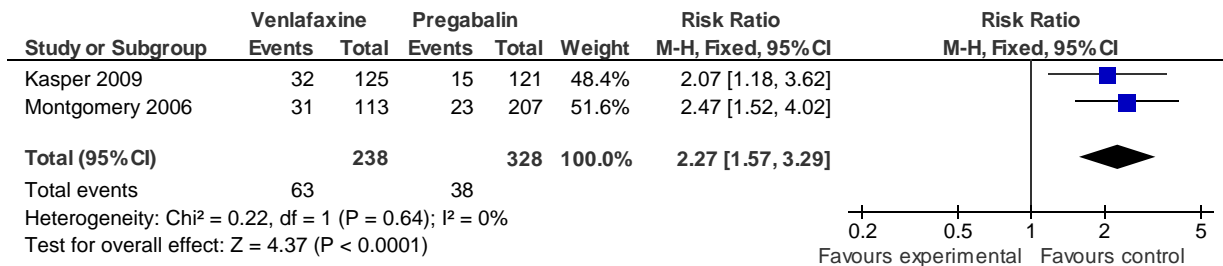 Venlafaxine Pregabalin Risk Ratio Risk Ratio
Study or Subgroup Events Total Events Total Weight M-H, Fixed, 95%CI M-H, Fixed, 95%CI
Kasper 2009 32 125 15 121 48.4% 2.07 [1.18, 3.62]
Montgomery 2006 31 113 23 207 51.6% 2.47 [1.52, 4.02]
Total (95%CI) 238 328 100.0% 2.27 [1.57, 3.29]
Total events 63 38
Heterogeneity: Chi² = 0.22, df = 1 (P = 0.64); I² = 0%
Test for overall effect: Z = 4.37 (P < 0.0001)
0.2 0.5 1 2 5
Favours experimental Favours control